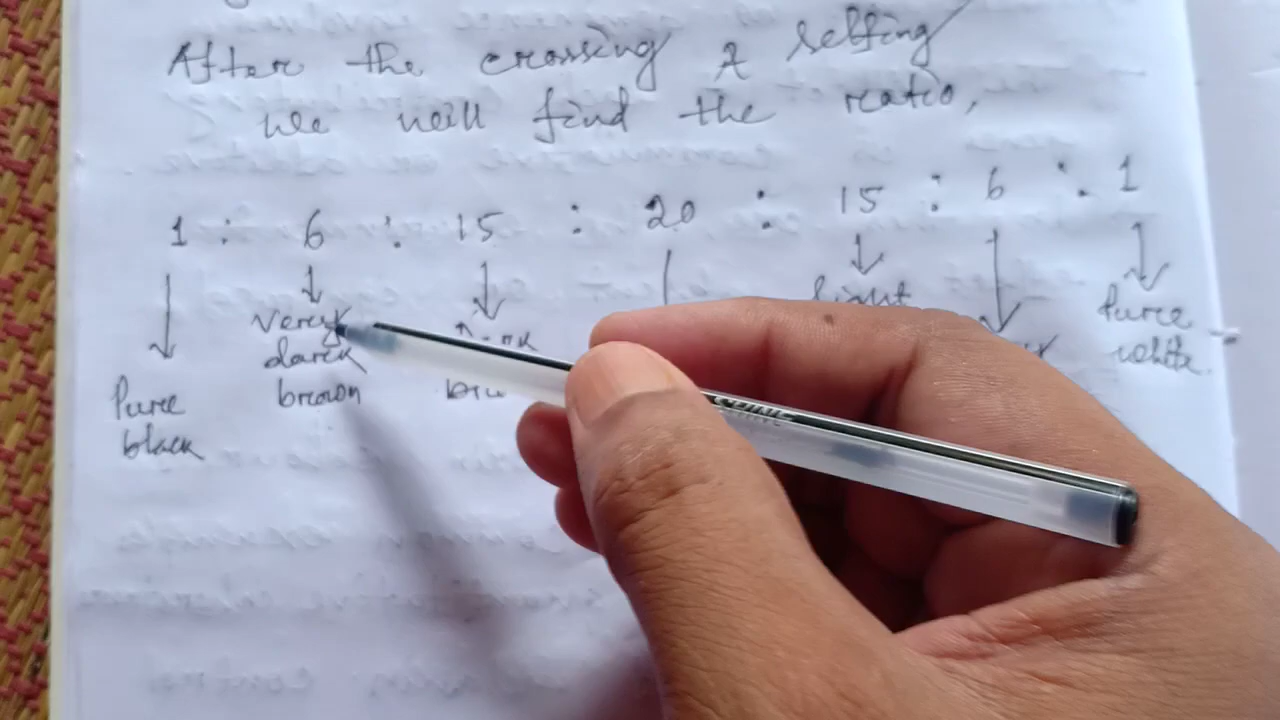 After the crossing & selfing
we will find the ratio,
1 : 6 : 15 : 20 : 15 : 6 : 1
Pure black
Very dark brown
light
Pure white